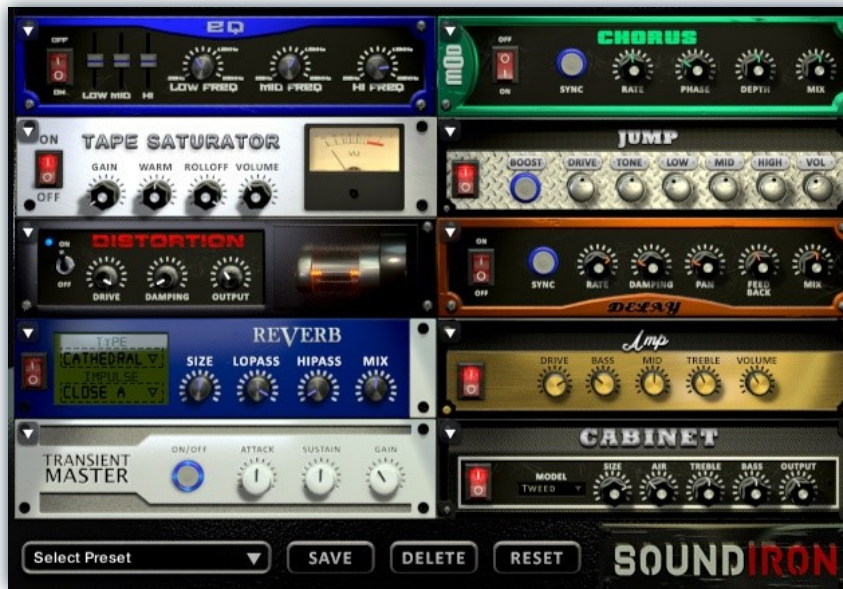 EQ
OFF
ON
LOW MID HI
LOW FREQ MID FREQ HI FREQ
MOD
CHORUS
OFF
ON
SYNC RATE PHASE DEPTH MIX
TAPE SATURATOR
ON
OFF
GAIN WARM ROLLOFF VOLUME
VU
JUMP
BOOST DRIVE TONE LOW MID HIGH VOL
DISTORTION
ON
OFF
DRIVE DAMPING OUTPUT
ON
OFF
SYNC RATE DAMPING PAN FEED BACK MIX
DELAY
REVERB
TYPE
CATHEDRAL
IMPULSE
CLOSE A
SIZE LOPASS HIPASS MIX
Amp
DRIVE BASS MID TREBLE VOLUME
TRANSIENT
MASTER
ON/OFF ATTACK SUSTAIN GAIN
CABINET
MODEL
TWEED
SIZE AIR TREBLE BASS OUTPUT
Select Preset SAVE DELETE RESET
SOUNDIRON